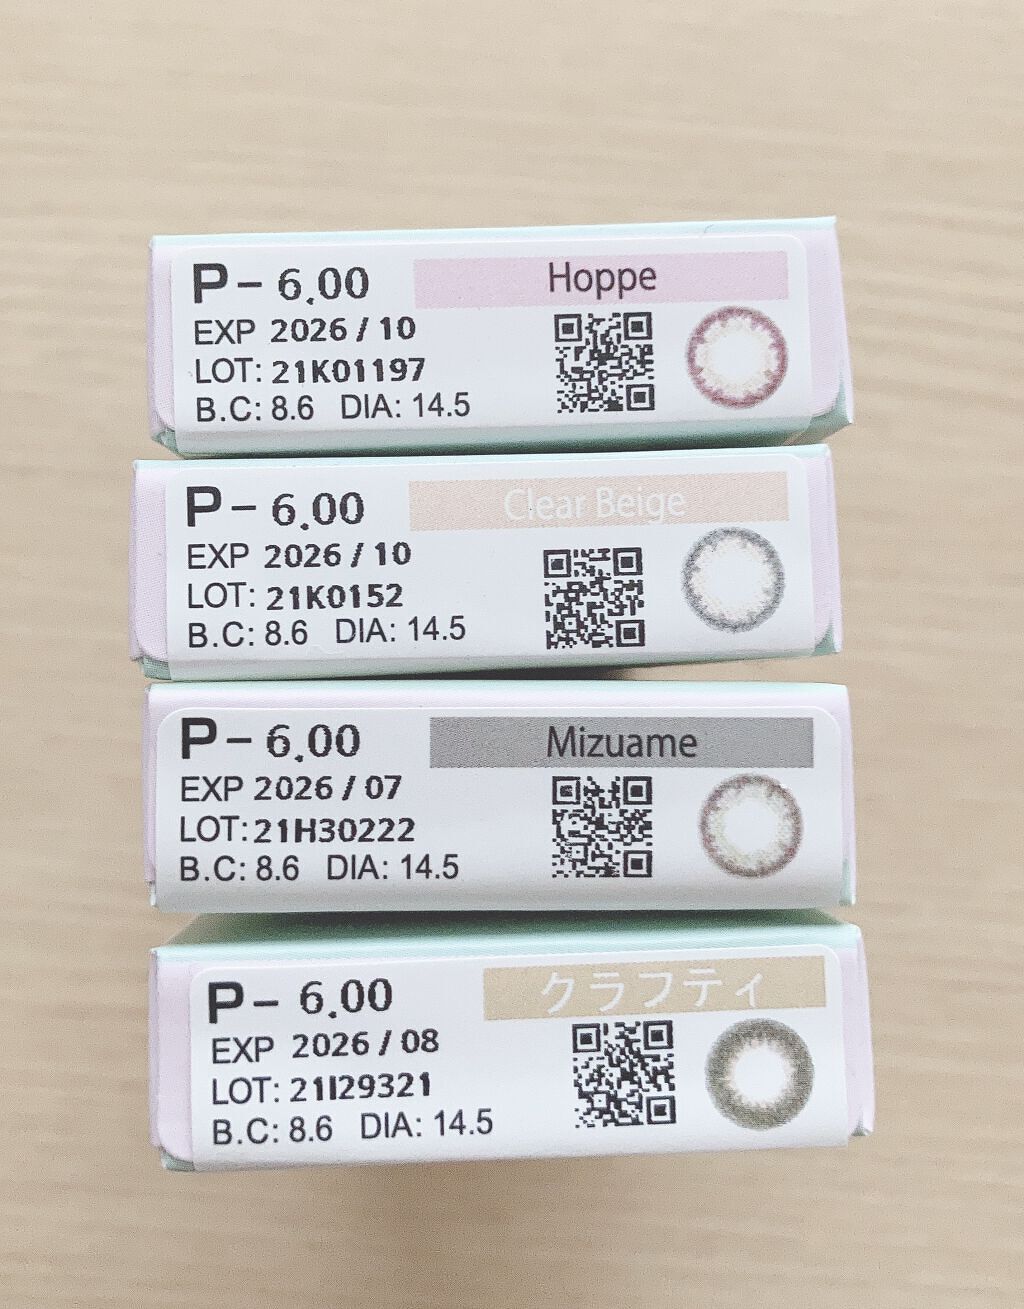 P - 6.00
Hoppe
EXP 2026 / 10
LOT: 21K01197
B.C: 8.6 DIA: 14.5
P - 6.00
Clear Beige
EXP 2026 / 10
LOT: 21K0152
B.C: 8.6 DIA: 14.5
P - 6.00
Mizuame
EXP 2026 / 07
LOT: 21H30222
B.C: 8.6 DIA: 14.5
P - 6.00
クラフティ
EXP 2026 / 08
LOT: 21I29321
B.C: 8.6 DIA: 14.5